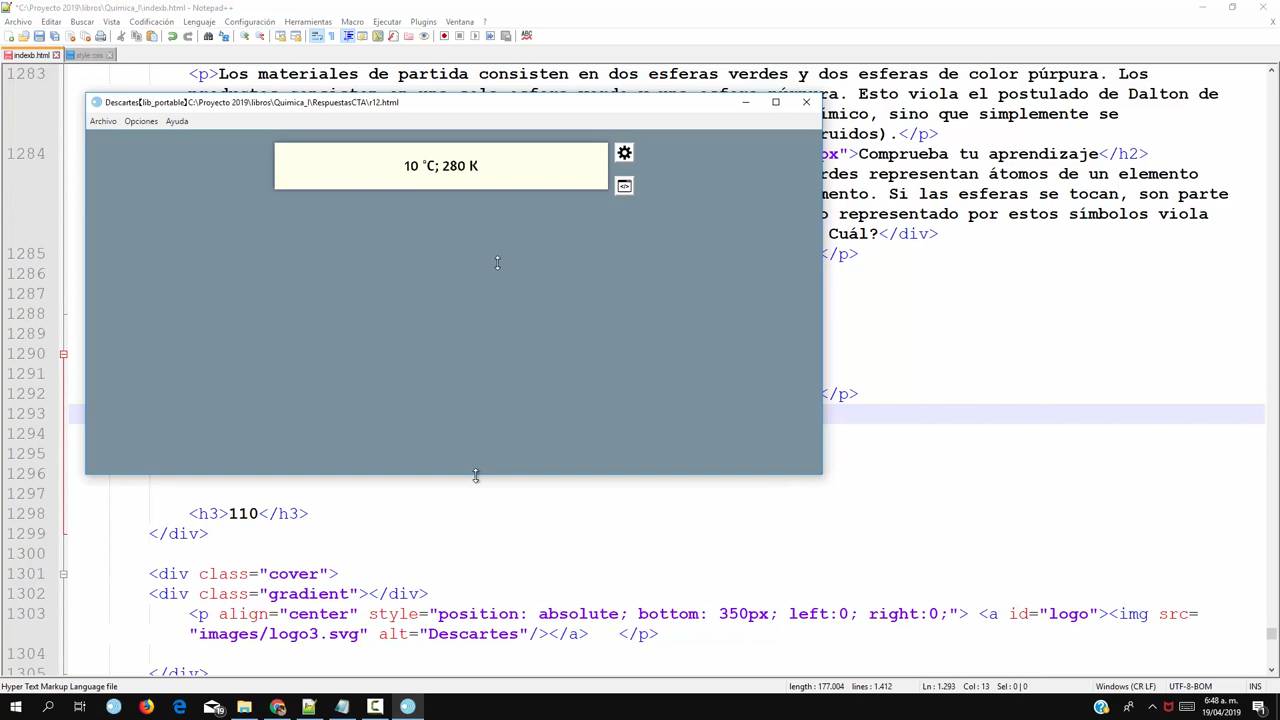 *C:\Proyecto 2019\libros\Quimica_I\indexb.html - Notepad++
Archivo Editar Buscar Vista Codificación Lenguaje Configuración Herramientas Macro Ejecutar Plugins Ventana ?
indexb.html style.css
1283 <p>Los materiales de partida consisten en dos esferas verdes y dos esferas de color púrpura. Los
Descartes【lib_portable】C:\Proyecto 2019\libros\Quimica_I\RespuestasCTA\r12.html
. Esto viola el postulado de Dalton de
Archivo Opciones Ayuda
ímico, sino que simplemente se
ruidos).</p>
10 °C; 280 K
1284 px">Comprueba tu aprendizaje</h2>
rdes representan átomos de un elemento
mento. Si las esferas se tocan, son parte
o representado por estos símbolos viola
Cuál?</div>
1285 </p>
1286
1287
1288
1289
1290
1291
1292 </p>
1293
1294
1295
1296
1297
1298 <h3>110</h3>
1299 </div>
1300
1301 <div class="cover">
1302 <div class="gradient"></div>
1303 <p align="center" style="position: absolute; bottom: 350px; left:0; right:0;"> <a id="logo"><img src=
"images/logo3.svg" alt="Descartes"/></a> </p>
1304
1305 </div>
Hyper Text Markup Language file length : 177.004 lines : 1.412 Ln : 1.293 Col : 13 Sel : 0 | 0 Windows (CR LF) UTF-8-BOM INS
6:48 a. m.
19/04/2019